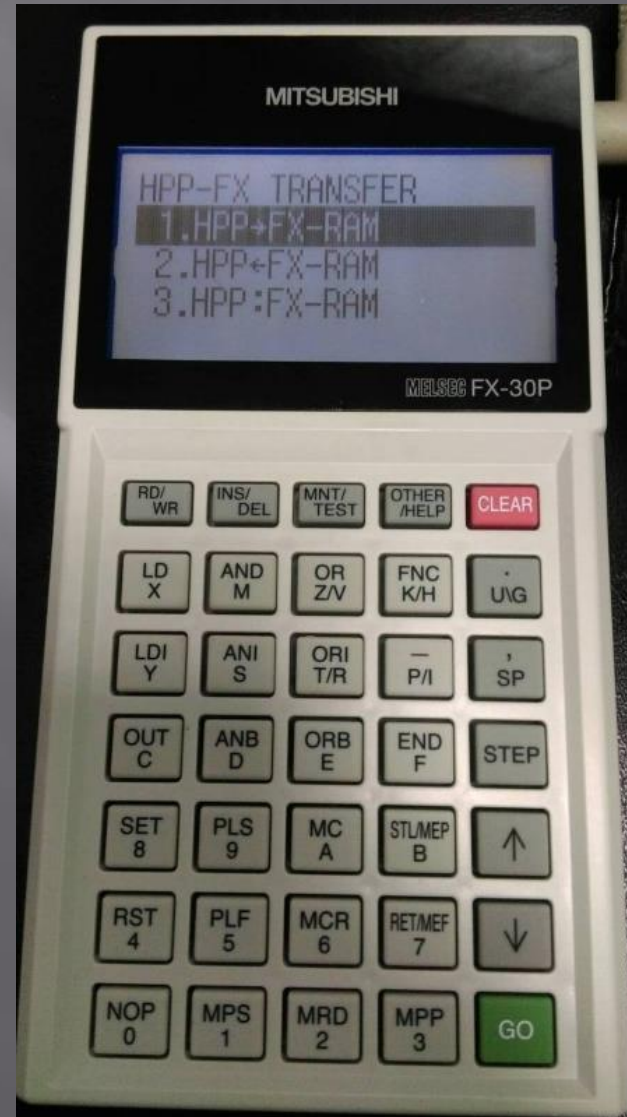 MITSUBISHI
HPP-FX TRANSFER
1.HPP→FX-RAM
2.HPP←FX-RAM
3.HPP:FX-RAM
MELSEC FX-30P
RD/ WR INS/ DEL MNT/ TEST OTHER /HELP CLEAR
LD X AND M OR Z/V FNC K/H . U\G
LDI Y ANI S ORI T/R — P/I , SP
OUT C ANB D ORB E END F STEP
SET 8 PLS 9 MC A STL/MEP B ↑
RST 4 PLF 5 MCR 6 RET/MEF 7 ↓
NOP 0 MPS 1 MRD 2 MPP 3 GO